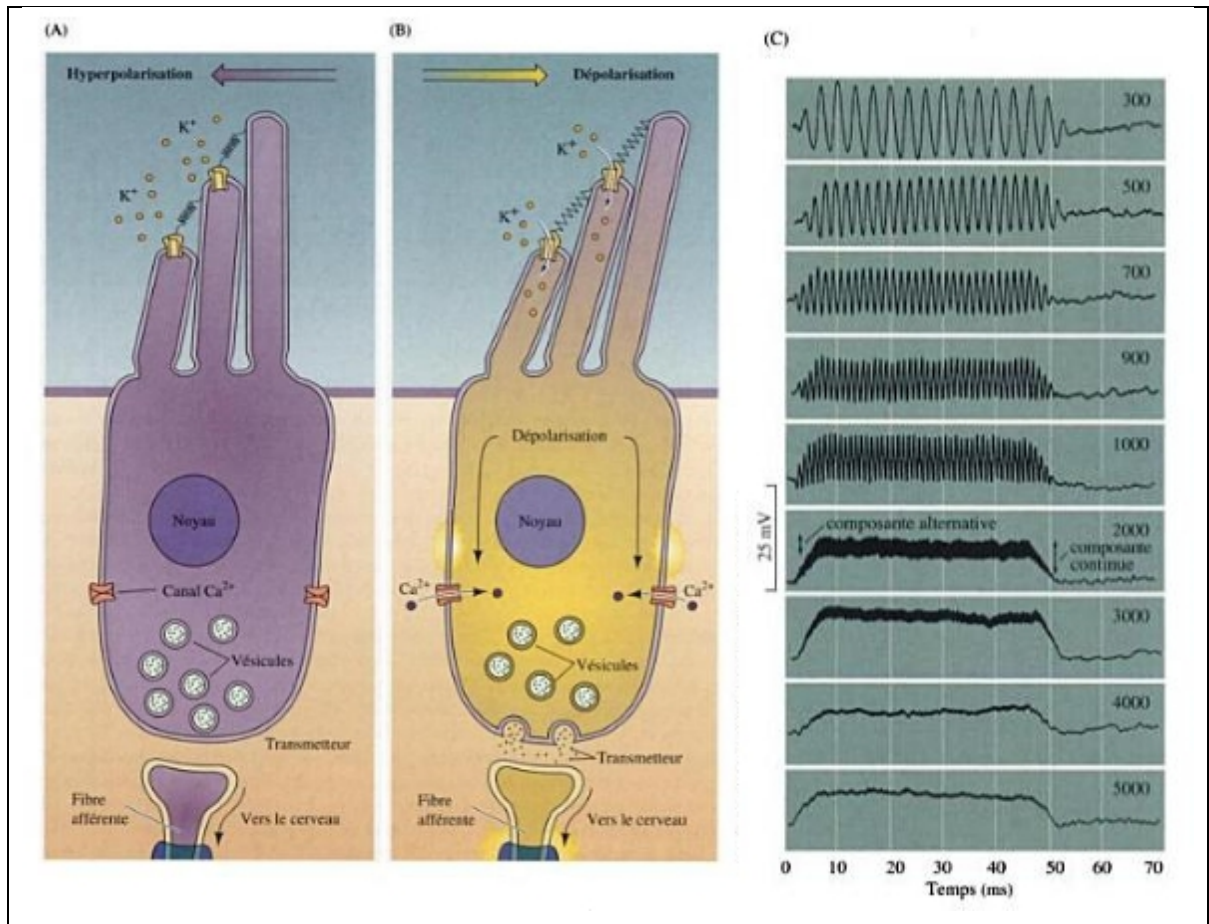 (A)
Hyperpolarisation
K⁺
K⁺
Noyau
Canal Ca²⁺
Vésicules
Transmetteur
Fibre
afférente
Vers le cerveau
(B)
Dépolarisation
K⁺
K⁺
Dépolarisation
Noyau
Ca²⁺
Ca²⁺
Vésicules
Transmetteur
Fibre
afférente
Vers le cerveau
(C)
300
500
700
900
1000
25 mV
2000
composante alternative
composante
continue
3000
4000
5000
0 10 20 30 40 50 60 70
Temps (ms)